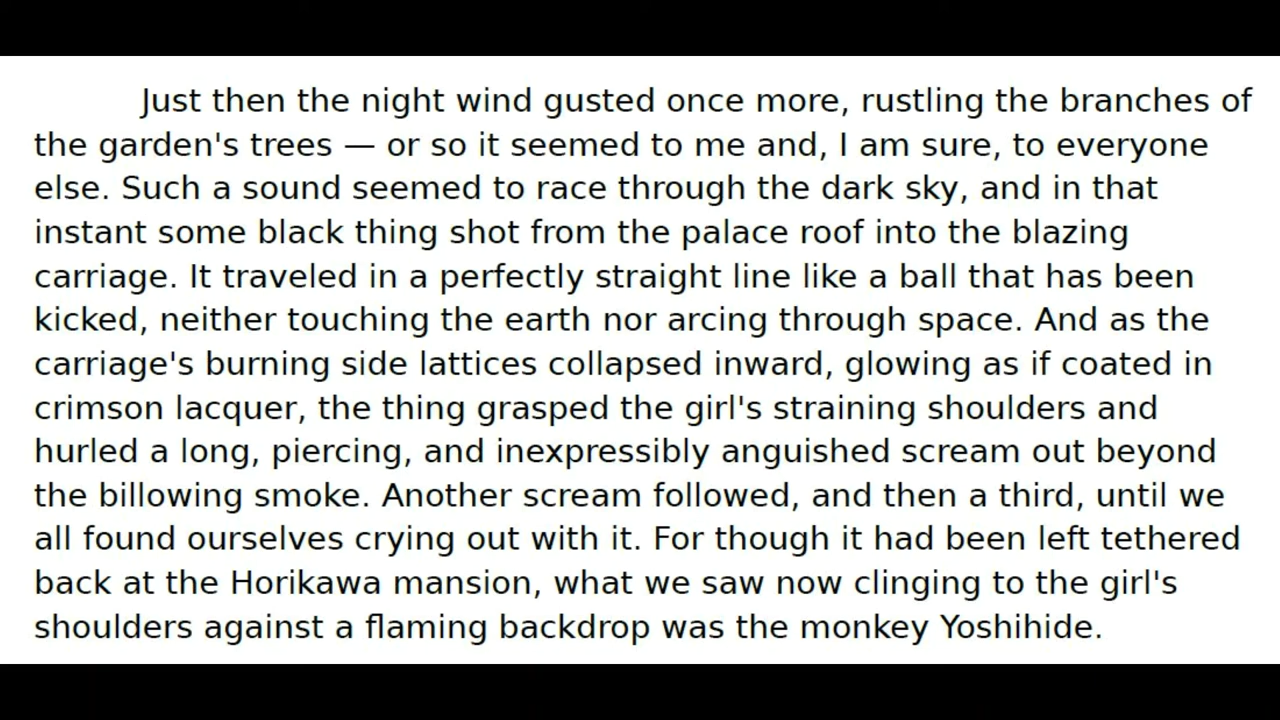 Just then the night wind gusted once more, rustling the branches of
the garden's trees — or so it seemed to me and, I am sure, to everyone
else. Such a sound seemed to race through the dark sky, and in that
instant some black thing shot from the palace roof into the blazing
carriage. It traveled in a perfectly straight line like a ball that has been
kicked, neither touching the earth nor arcing through space. And as the
carriage's burning side lattices collapsed inward, glowing as if coated in
crimson lacquer, the thing grasped the girl's straining shoulders and
hurled a long, piercing, and inexpressibly anguished scream out beyond
the billowing smoke. Another scream followed, and then a third, until we
all found ourselves crying out with it. For though it had been left tethered
back at the Horikawa mansion, what we saw now clinging to the girl's
shoulders against a flaming backdrop was the monkey Yoshihide.